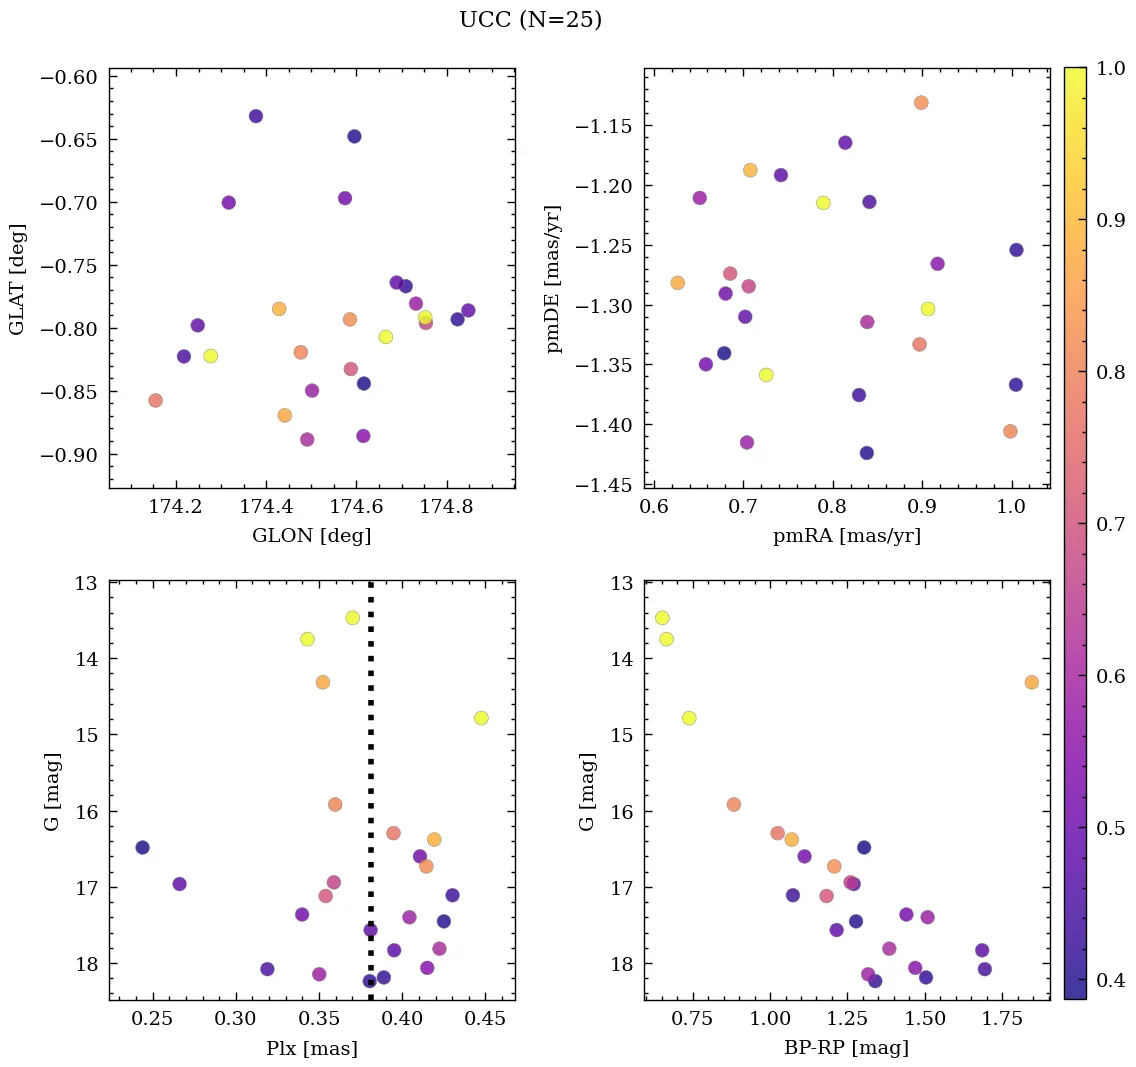 UCC (N=25)
−0.60
−0.65
−0.70
−0.75
−0.80
−0.85
−0.90
GLAT [deg]
174.2 174.4 174.6 174.8
GLON [deg]
−1.15
−1.20
−1.25
−1.30
−1.35
−1.40
−1.45
pmDE [mas/yr]
0.6 0.7 0.8 0.9 1.0
pmRA [mas/yr]
13
14
15
16
17
18
G [mag]
0.25 0.30 0.35 0.40 0.45
Plx [mas]
13
14
15
16
17
18
G [mag]
0.75 1.00 1.25 1.50 1.75
BP-RP [mag]
1.0
0.9
0.8
0.7
0.6
0.5
0.4